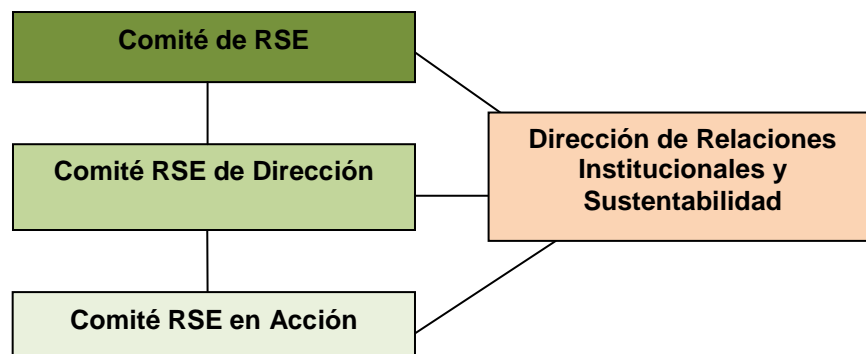 Comité de RSE
Comité RSE de Dirección
Comité RSE en Acción
Dirección de Relaciones
Institucionales y
Sustentabilidad